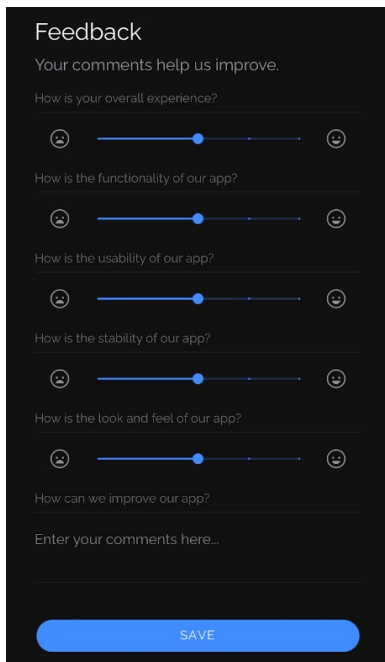 Feedback
Your comments help us improve.
How is your overall experience?
How is the functionality of our app?
How is the usability of our app?
How is the stability of our app?
How is the look and feel of our app?
How can we improve our app?
Enter your comments here...
SAVE